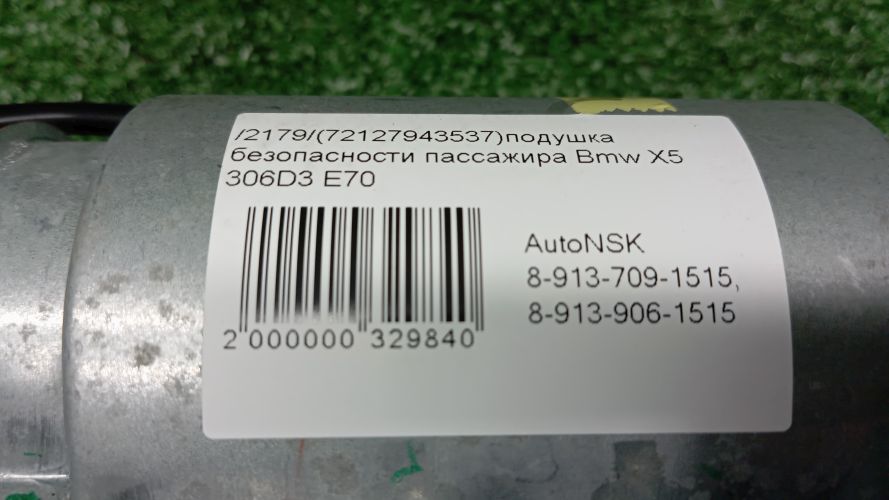 /2179/(72127943537)подушка
безопасности пассажира Bmw X5
306D3 E70
AutoNSK
8-913-709-1515,
8-913-906-1515
2 000000 329840